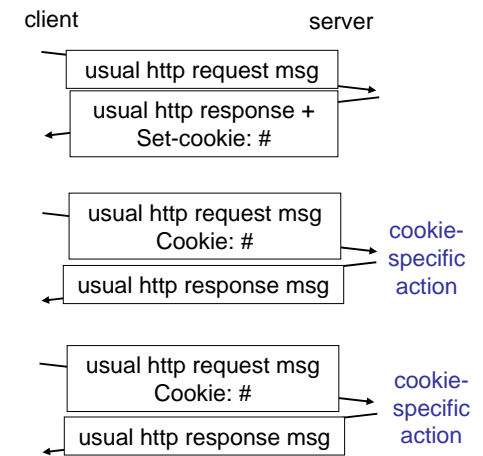 client
server
usual http request msg
usual http response +
Set-cookie: #
usual http request msg
Cookie: #
cookie-
specific
action
usual http response msg
usual http request msg
Cookie: #
cookie-
specific
action
usual http response msg